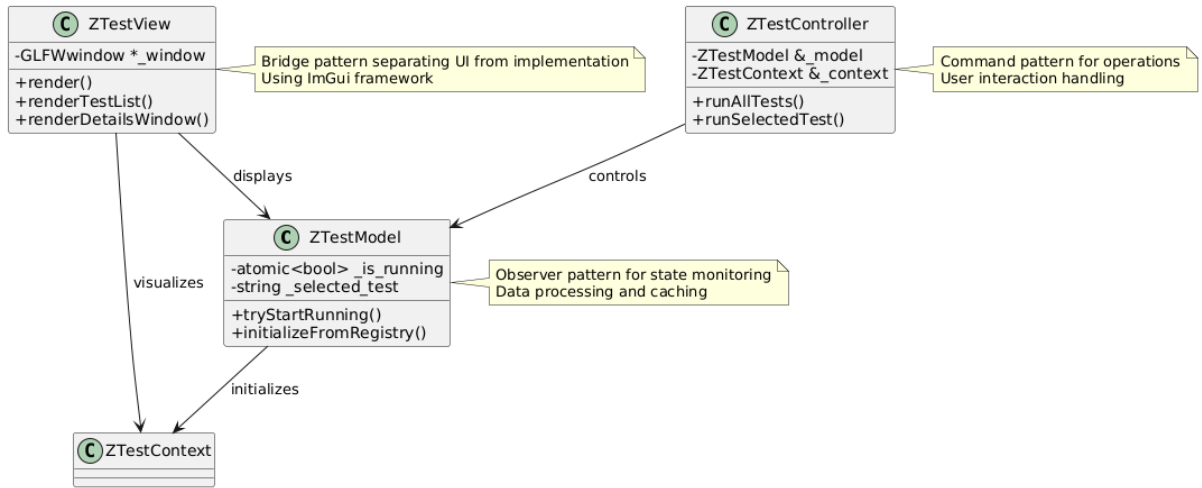 C ZTestView
-GLFWwindow *_window
+render()
+renderTestList()
+renderDetailsWindow()
Bridge pattern separating UI from implementation
Using ImGui framework
C ZTestController
-ZTestModel &_model
-ZTestContext &_context
+runAllTests()
+runSelectedTest()
Command pattern for operations
User interaction handling
displays
controls
C ZTestModel
-atomic<bool> _is_running
-string _selected_test
+tryStartRunning()
+initializeFromRegistry()
Observer pattern for state monitoring
Data processing and caching
visualizes
initializes
C ZTestContext